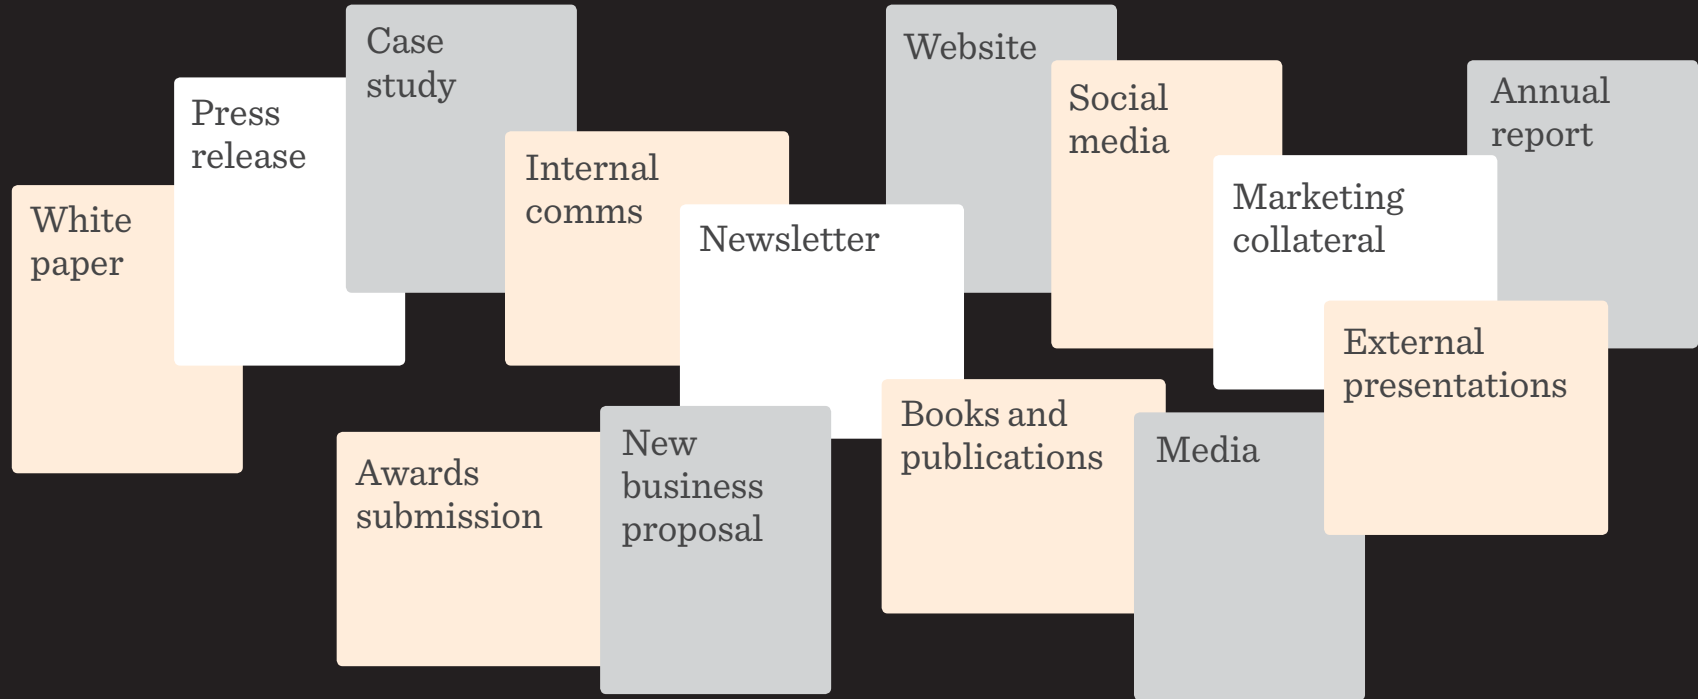 White
paper
Press
release
Case
study
Internal
comms
Newsletter
Website
Social
media
Marketing
collateral
Annual
report
External
presentations
Awards
submission
New
business
proposal
Books and
publications
Media